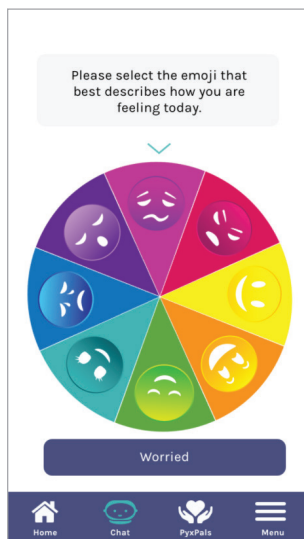 Please select the emoji that
best describes how you are
feeling today.
Worried
Home
Chat
PyxPals
Menu